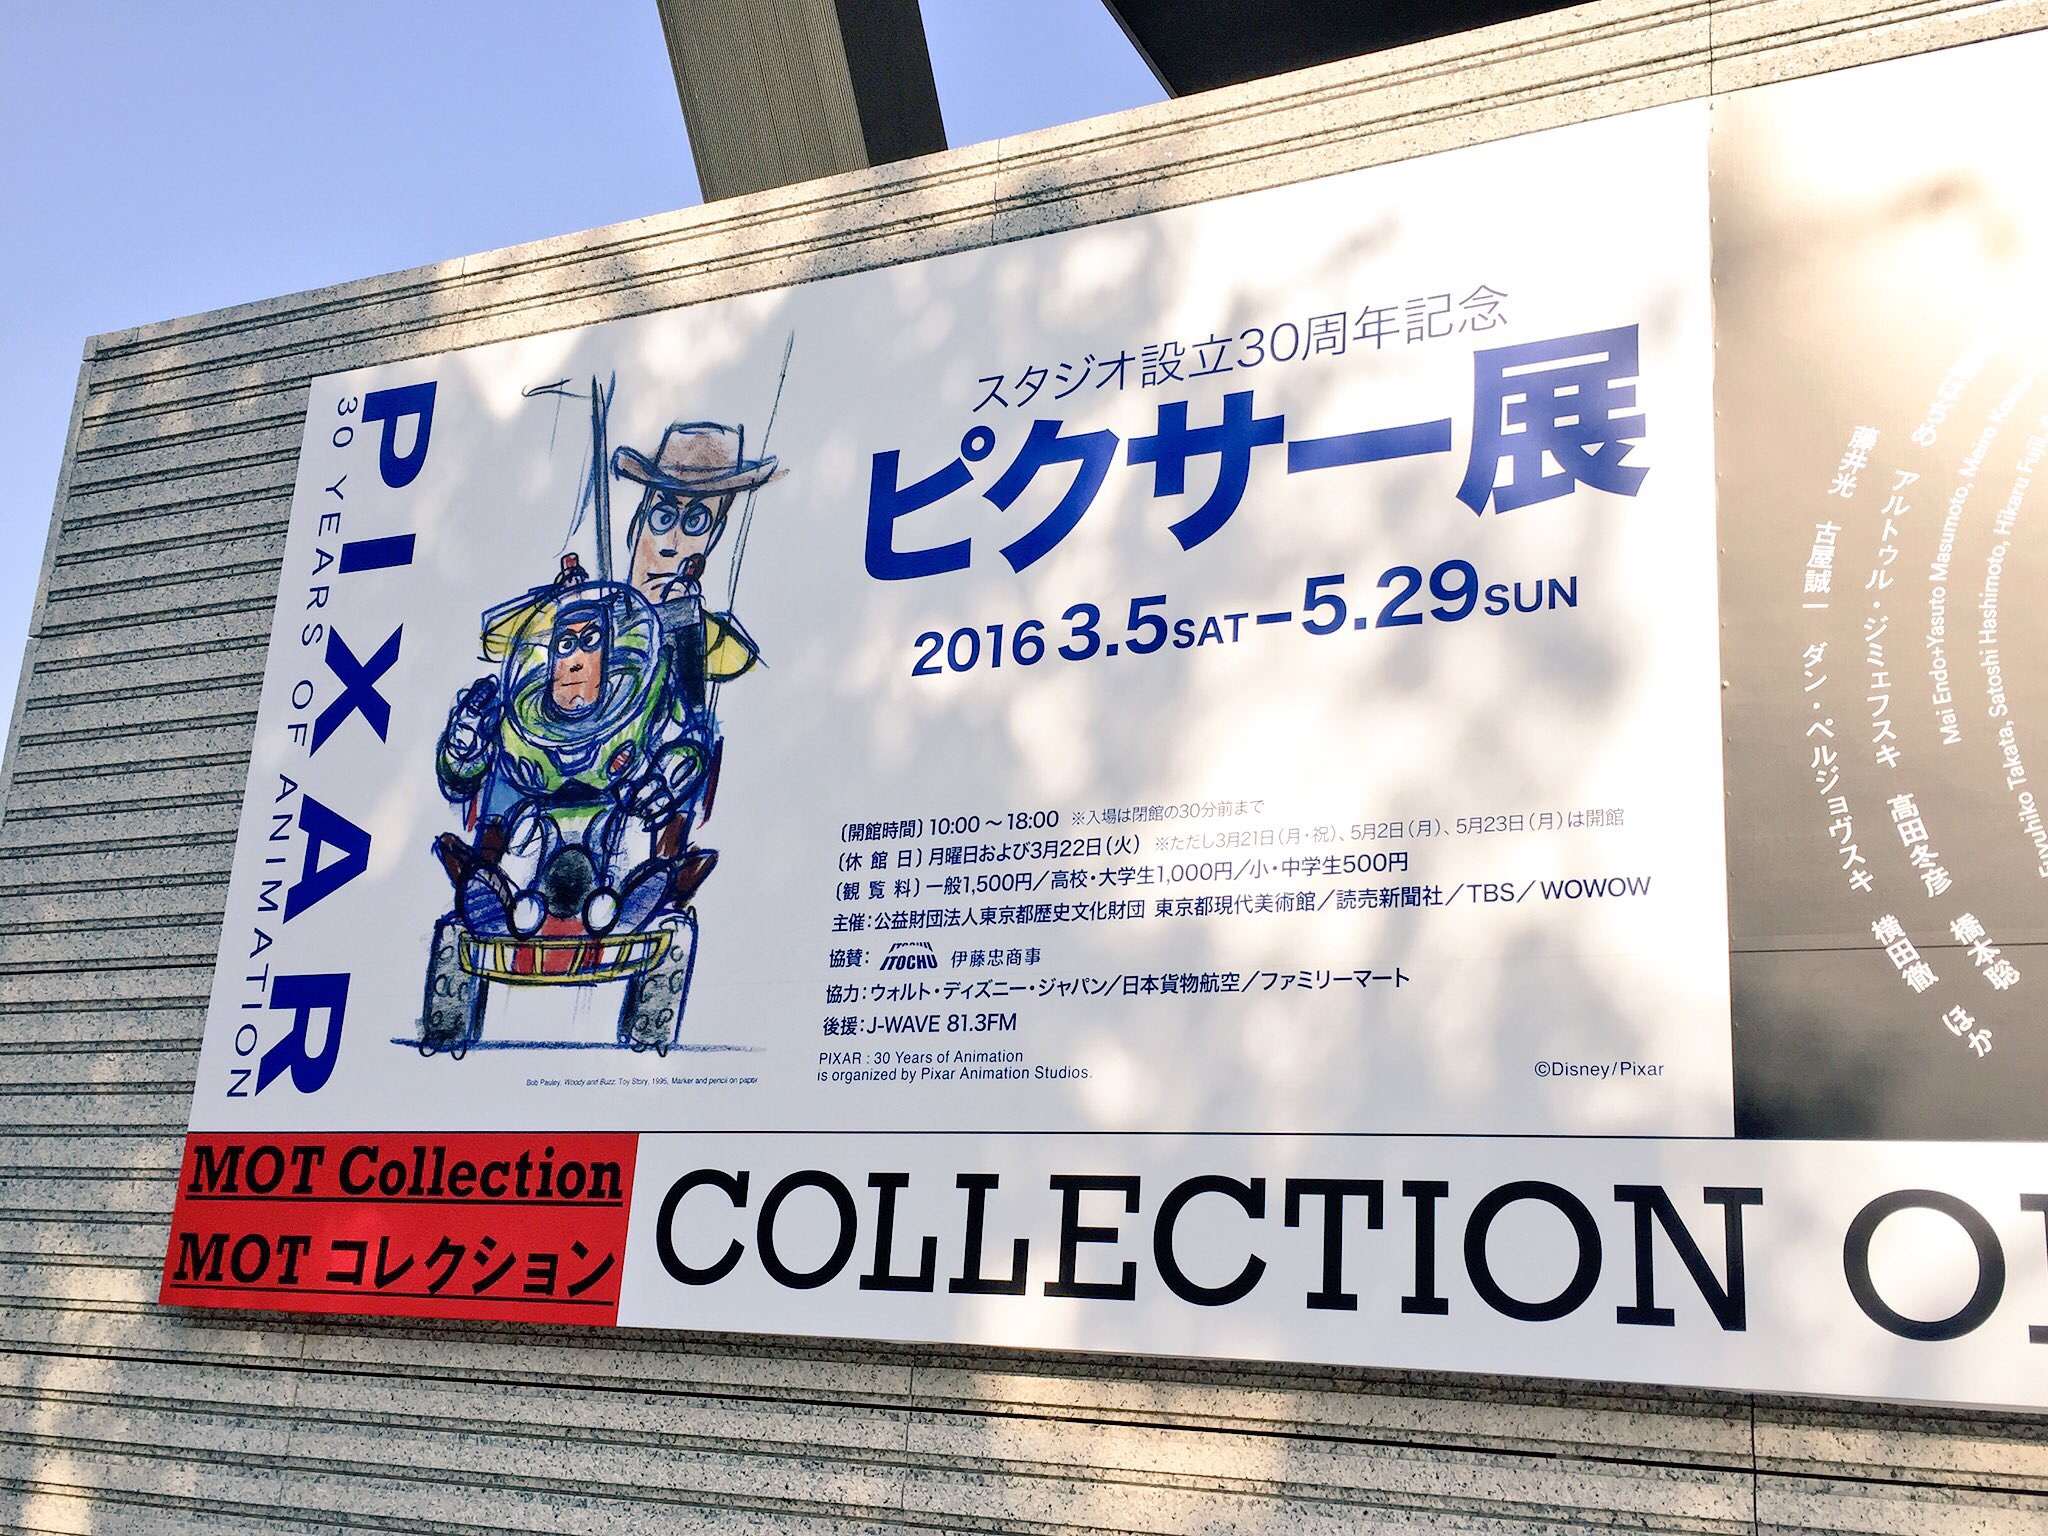 PIXAR
30 YEARS OF ANIMATION
スタジオ設立30周年記念
ピクサー展
2016 3.5 SAT - 5.29 SUN
〔開館時間〕10:00～18:00 ※入場は閉館の30分前まで
〔休館日〕月曜日および3月22日(火) ※ただし3月21日(月・祝)、5月2日(月)、5月23日(月)は開館
〔観覧料〕一般1,500円／高校・大学生1,000円／小・中学生500円
主催:公益財団法人東京都歴史文化財団 東京都現代美術館／読売新聞社／TBS／WOWOW
協賛: ITOCHU 伊藤忠商事
協力:ウォルト・ディズニー・ジャパン／日本貨物航空／ファミリーマート
後援:J-WAVE 81.3FM
PIXAR : 30 Years of Animation
is organized by Pixar Animation Studios.
©Disney/Pixar
Bob Pauley, Woody and Buzz, Toy Story, 1995, Marker and pencil on paper
Mai Endo+Yasuto Masumoto, Meiro
Fuyuhiko Takata, Satoshi Hashimoto, Hikaru Fujii,
アルトゥル・ジミェフスキ 高田冬彦 橋本聡
藤井光 古屋誠一 ダン・ペルジョヴスキ 横田徹 ほか
MOT Collection
MOT コレクション
COLLECTION